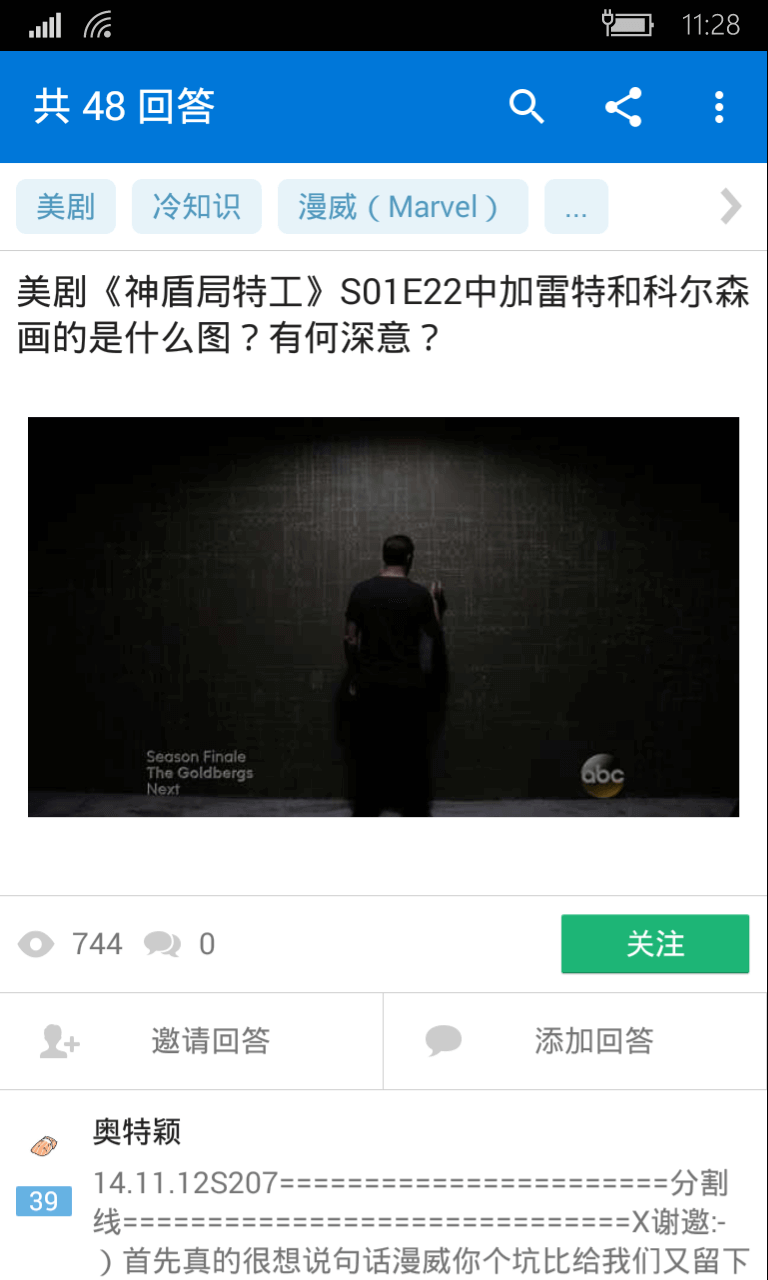 11:28
共 48 回答
美剧 冷知识 漫威（Marvel） ...
美剧《神盾局特工》S01E22中加雷特和科尔森
画的是什么图？有何深意？
Season Finale
The Goldbergs
Next
abc
744 0 关注
邀请回答 添加回答
奥特颖
39
14.11.12S207=======================分割
线==============================X谢邀:-
）首先真的很想说句话漫威你个坑比给我们又留下